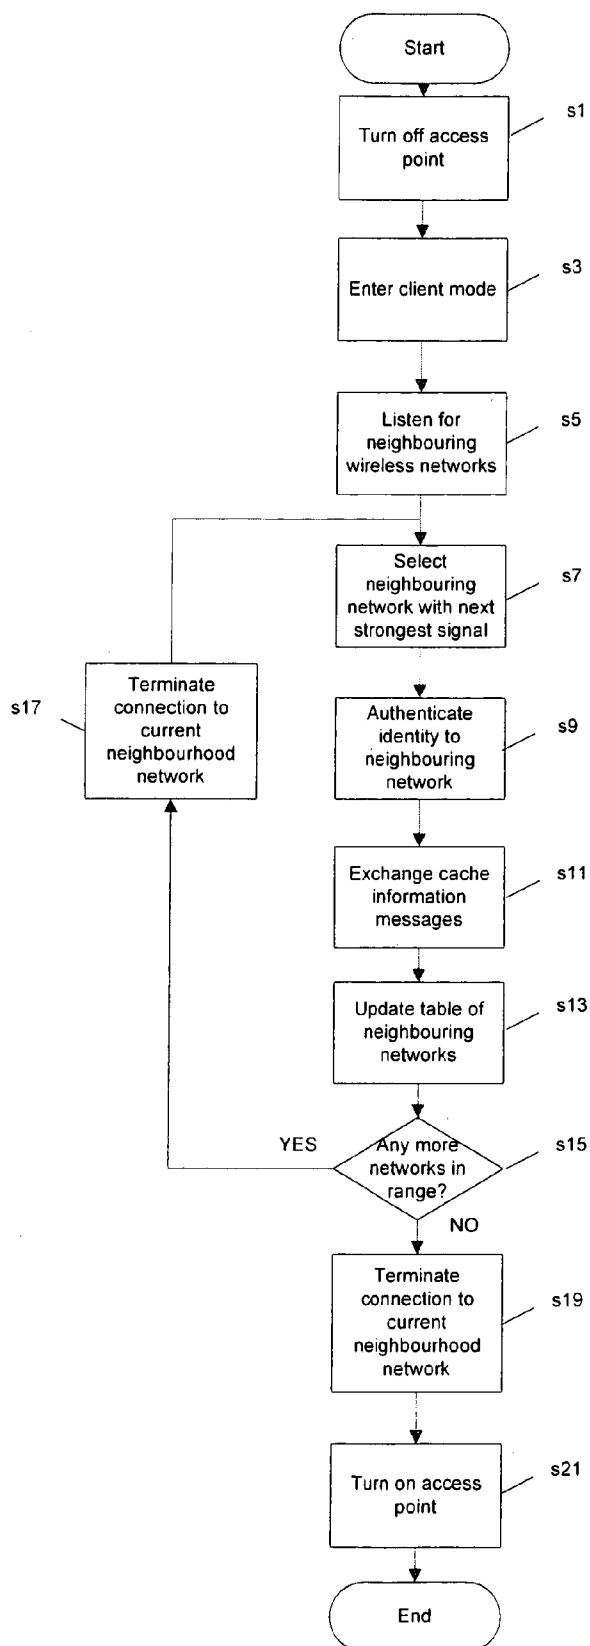 Start
s1
Turn off access
point
s3
Enter client mode
s5
Listen for
neighbouring
wireless networks
s7
Select
neighbouring
network with next
strongest signal
s17
Terminate
connection to
current
neighbourhood
network
s9
Authenticate
identity to
neighbouring
network
s11
Exchange cache
information
messages
s13
Update table of
neighbouring
networks
YES
s15
Any more
networks in
range?
NO
Terminate
connection to
current
neighbourhood
network
s19
s21
Turn on access
point
End